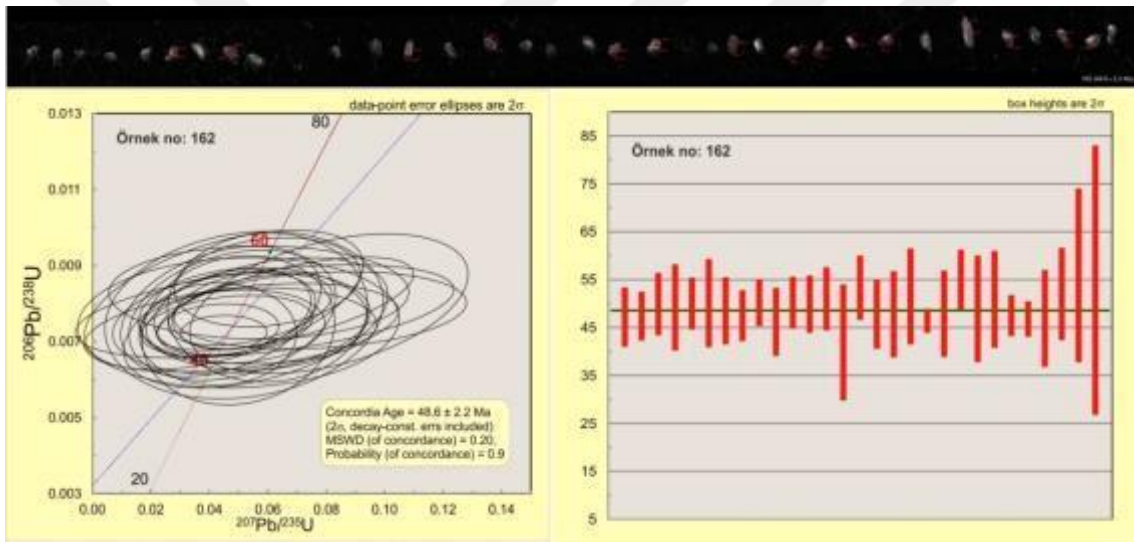 data-point error ellipses are 2σ
0.013
0.011
0.009
0.007
0.005
0.003
Örnek no: 162
80
60
40
20
Concordia Age = 48.6 ± 2.2 Ma
(2σ, decay-const. errs included)
MSWD (of concordance) = 0.20,
Probability (of concordance) = 0.9
0.00 0.02 0.04 0.06 0.08 0.10 0.12 0.14
206Pb/238U
207Pb/235U
box heights are 2σ
Örnek no: 162
85
75
65
55
45
35
25
15
5